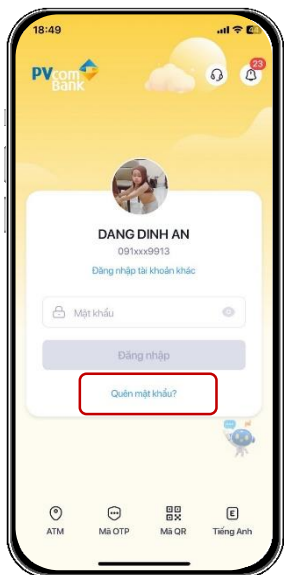 18:49
PVcom
Bank
23
DANG DINH AN
091xxx9913
Đăng nhập tài khoản khác
Mật khẩu
Đăng nhập
Quên mật khẩu?
ATM
Mã OTP
Mã QR
E
Tiếng Anh